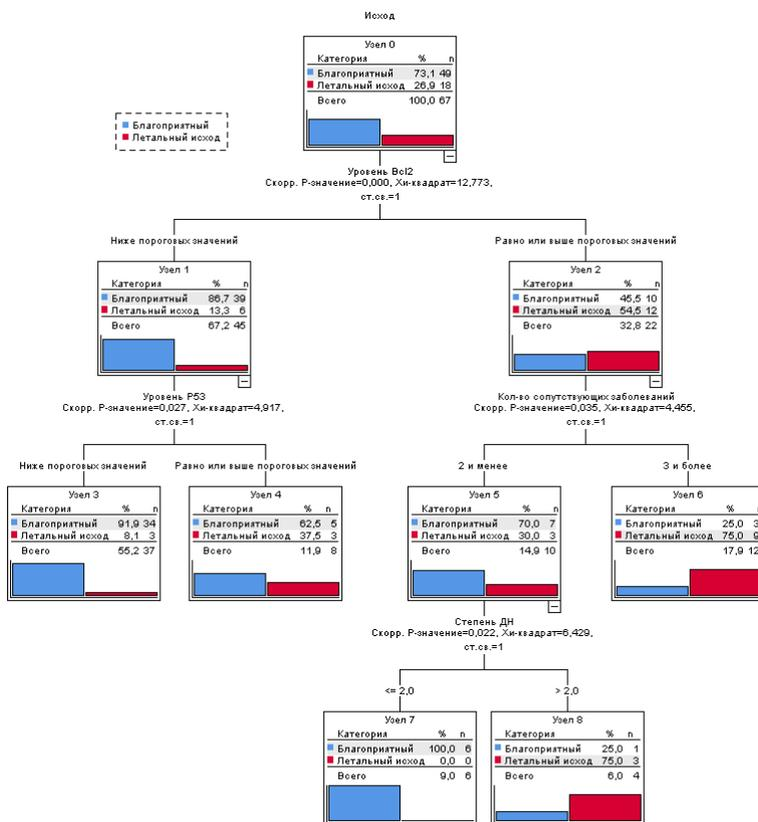 Исход
Узел 0
Категория % n
Благоприятный 73,1 49
Летальный исход 26,9 18
Всего 100,0 67
Благоприятный
Летальный исход
Уровень Bcl2
Скорр. Р-значение=0,000, Хи-квадрат=12,773,
ст.св.=1
Ниже пороговых значений
Равно или выше пороговых значений
Узел 1
Категория % n
Благоприятный 86,7 39
Летальный исход 13,3 6
Всего 67,2 45
Узел 2
Категория % n
Благоприятный 45,5 10
Летальный исход 54,5 12
Всего 32,8 22
Уровень Р53
Скорр. Р-значение=0,027, Хи-квадрат=4,917,
ст.св.=1
Кол-во сопутствующих заболеваний
Скорр. Р-значение=0,035, Хи-квадрат=4,455,
ст.св.=1
Ниже пороговых значений
Равно или выше пороговых значений
2 и менее
3 и более
Узел 3
Категория % n
Благоприятный 91,9 34
Летальный исход 8,1 3
Всего 55,2 37
Узел 4
Категория % n
Благоприятный 62,5 5
Летальный исход 37,5 3
Всего 11,9 8
Узел 5
Категория % n
Благоприятный 70,0 7
Летальный исход 30,0 3
Всего 14,9 10
Узел 6
Категория % n
Благоприятный 25,0 3
Летальный исход 75,0 9
Всего 17,9 12
Степень ДН
Скорр. Р-значение=0,022, Хи-квадрат=6,429,
ст.св.=1
<= 2,0
> 2,0
Узел 7
Категория % n
Благоприятный 100,0 6
Летальный исход 0,0 0
Всего 9,0 6
Узел 8
Категория % n
Благоприятный 25,0 1
Летальный исход 75,0 3
Всего 6,0 4